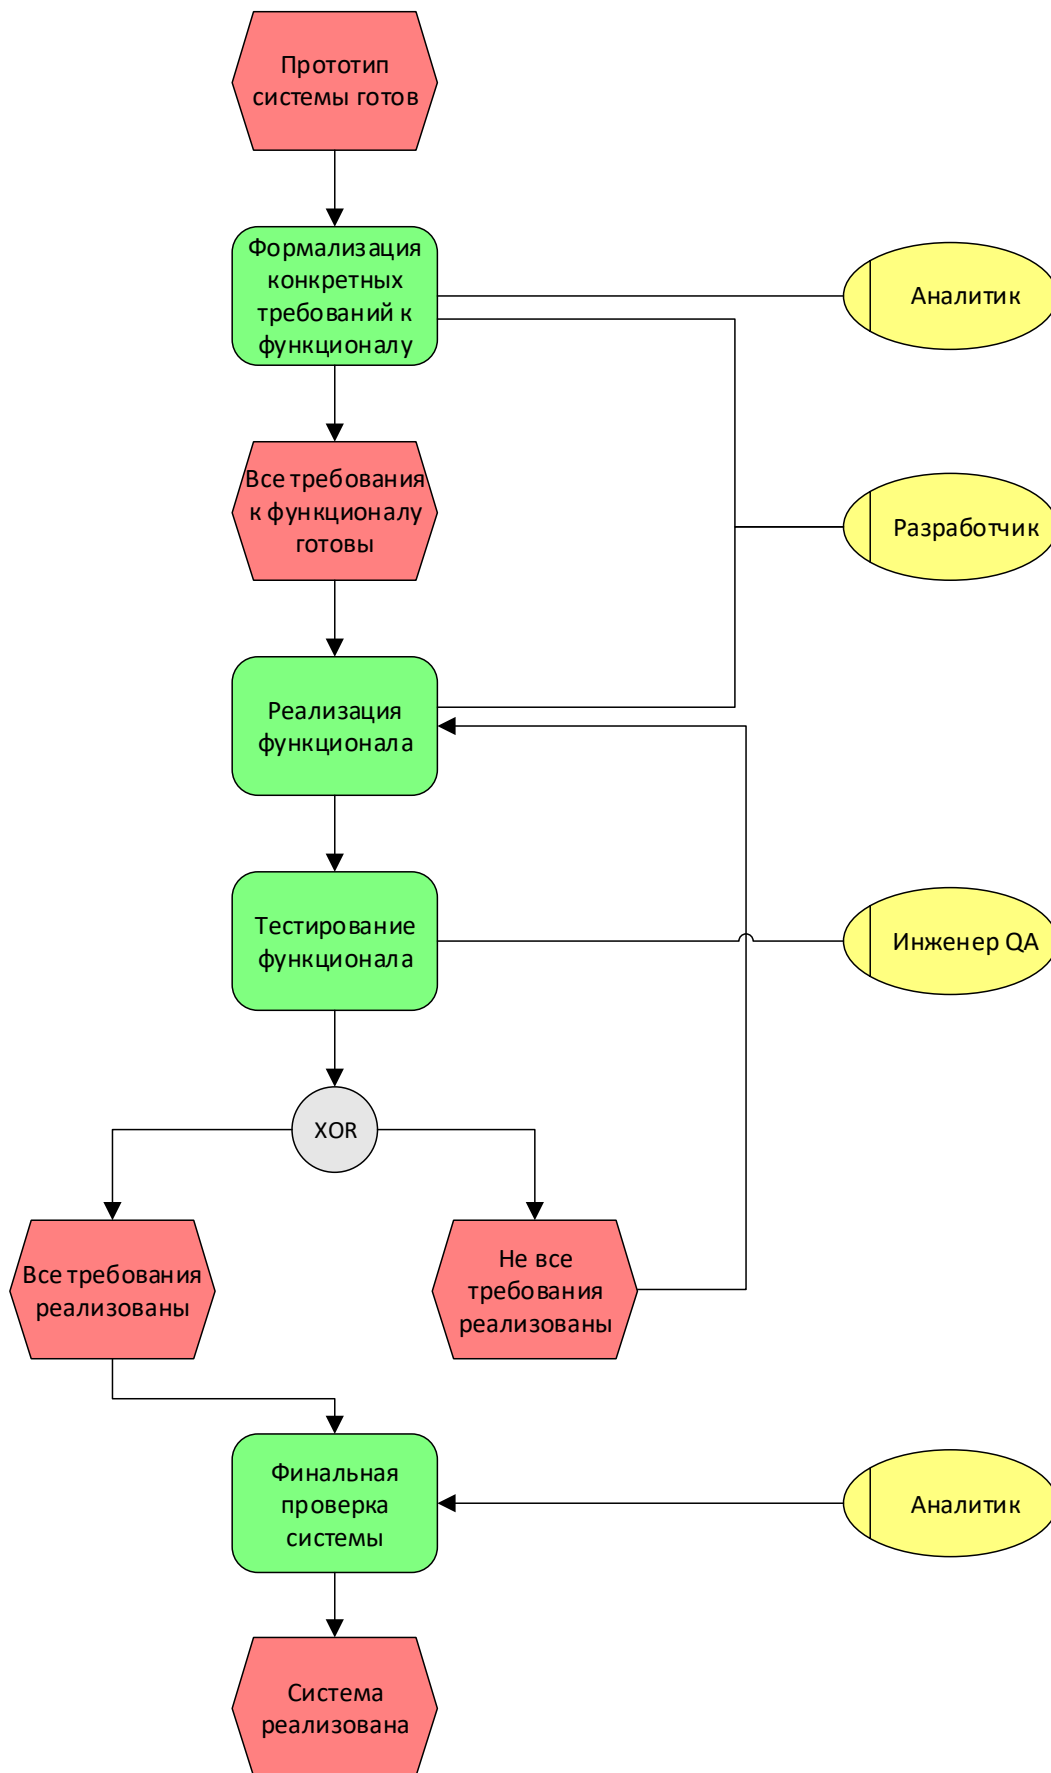 Прототип
системы готов
Формализация
конкретных
требований к
функционалу
Аналитик
Все требования
к функционалу
готовы
Разработчик
Реализация
функционала
Тестирование
функционала
Инженер QA
XOR
Все требования
реализованы
Не все
требования
реализованы
Финальная
проверка
системы
Аналитик
Система
реализована